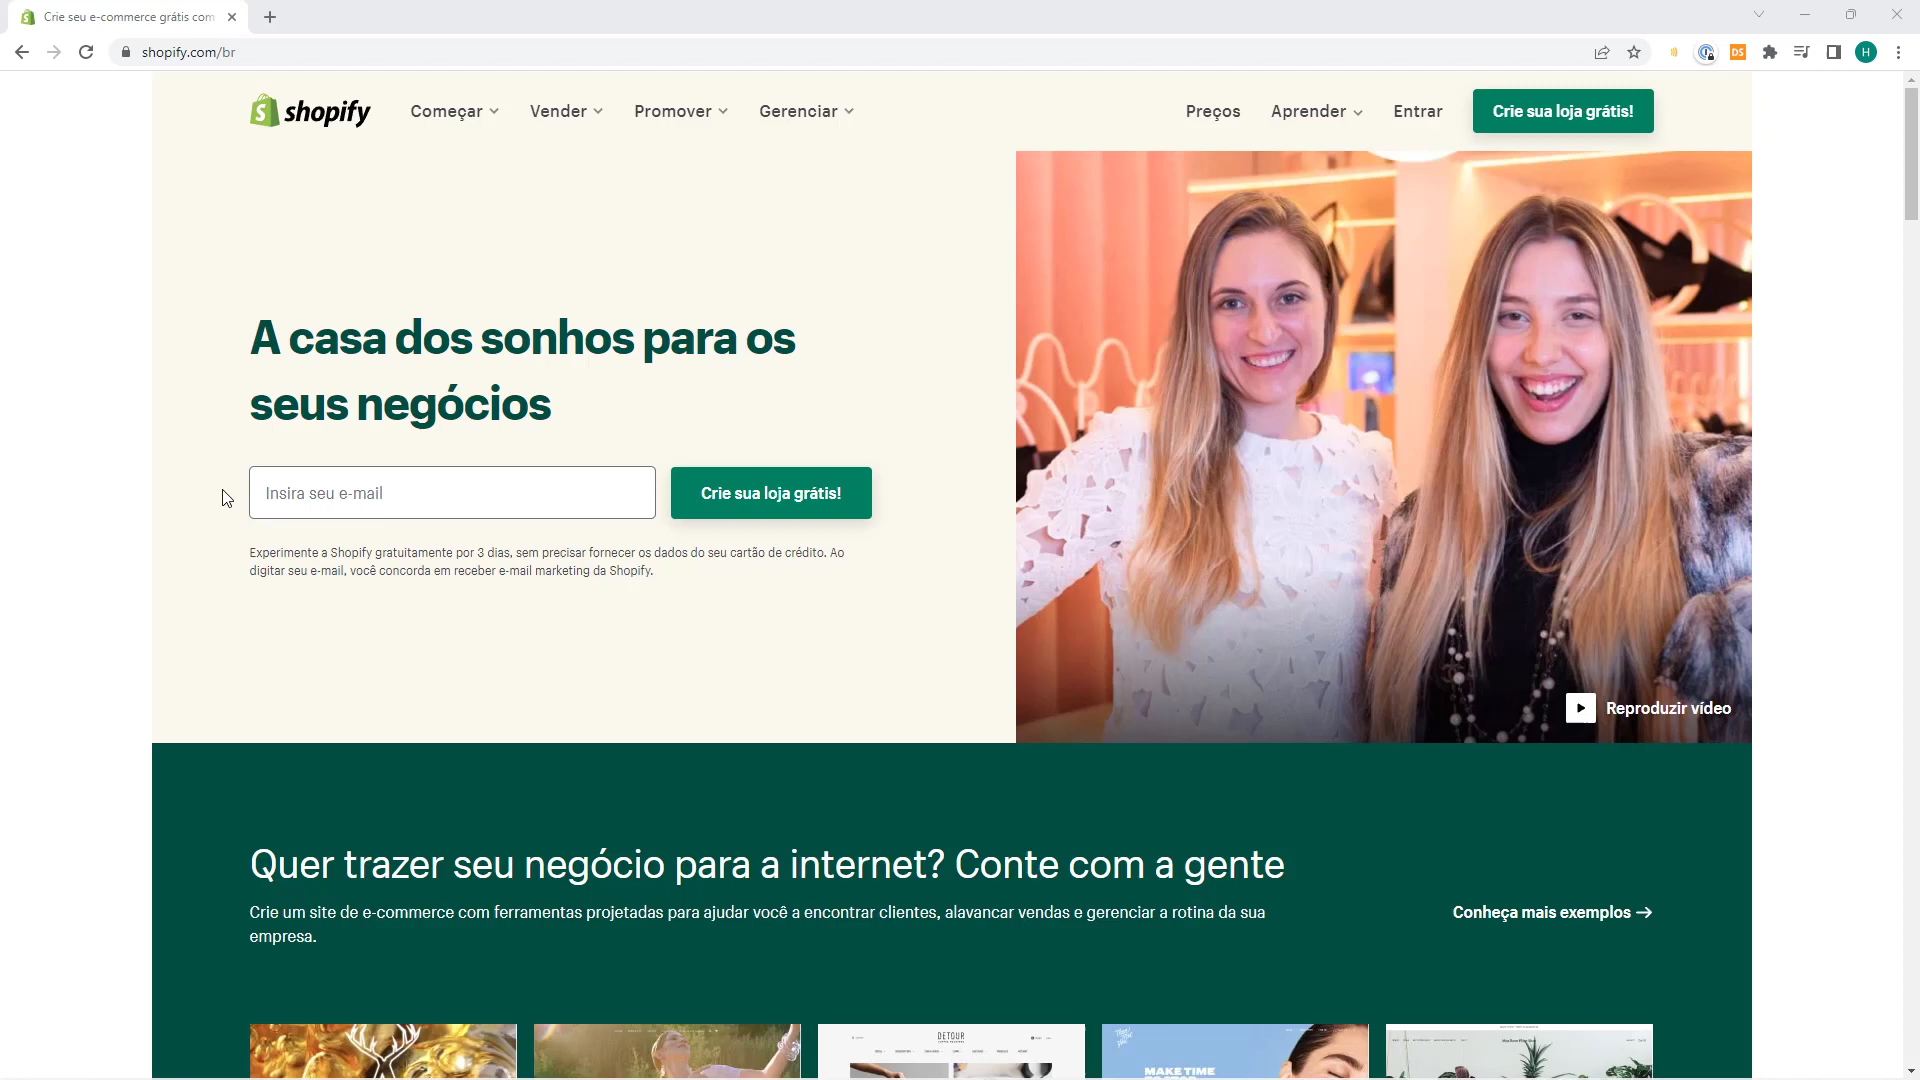 Crie seu e-commerce grátis com
shopify.com/br
DS
H
shopify
Começar
Vender
Promover
Gerenciar
Preços
Aprender
Entrar
Crie sua loja grátis!
A casa dos sonhos para os
seus negócios
Insira seu e-mail
Crie sua loja grátis!
Experimente a Shopify gratuitamente por 3 dias, sem precisar fornecer os dados do seu cartão de crédito. Ao
digitar seu e-mail, você concorda em receber e-mail marketing da Shopify.
Reproduzir vídeo
Quer trazer seu negócio para a internet? Conte com a gente
Crie um site de e-commerce com ferramentas projetadas para ajudar você a encontrar clientes, alavancar vendas e gerenciar a rotina da sua
empresa.
Conheça mais exemplos →
DETOUR
MAKE TIME